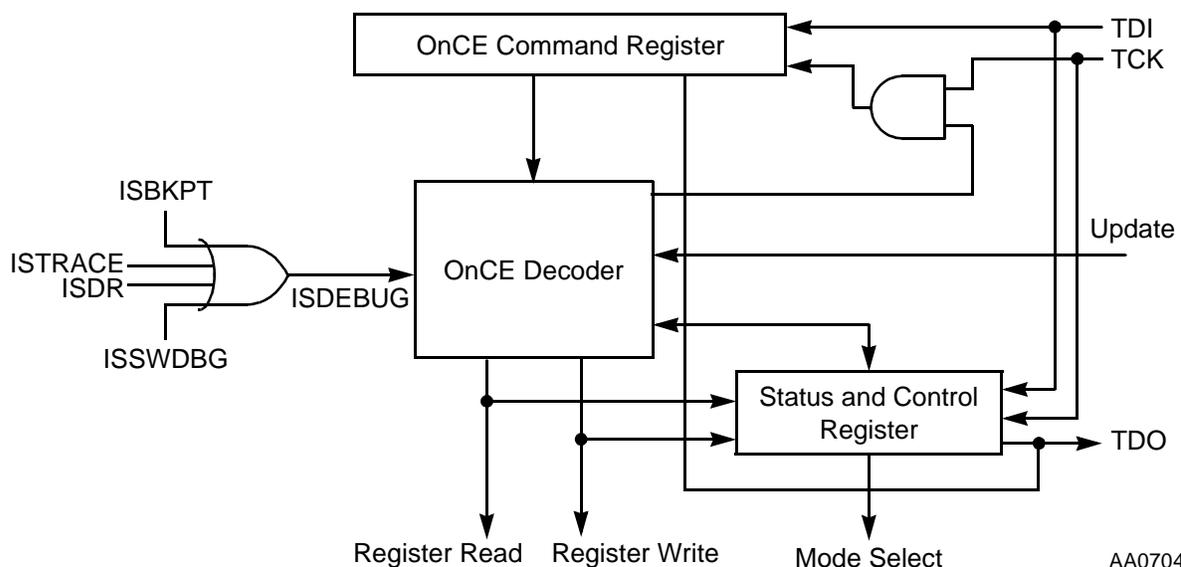 OnCE Command Register
TDI
TCK
ISBKPT
ISTRACE
ISDR
ISSWDBG
ISDEBUG
OnCE Decoder
Update
Status and Control
Register
TDO
Register Read
Register Write
Mode Select
AA0704